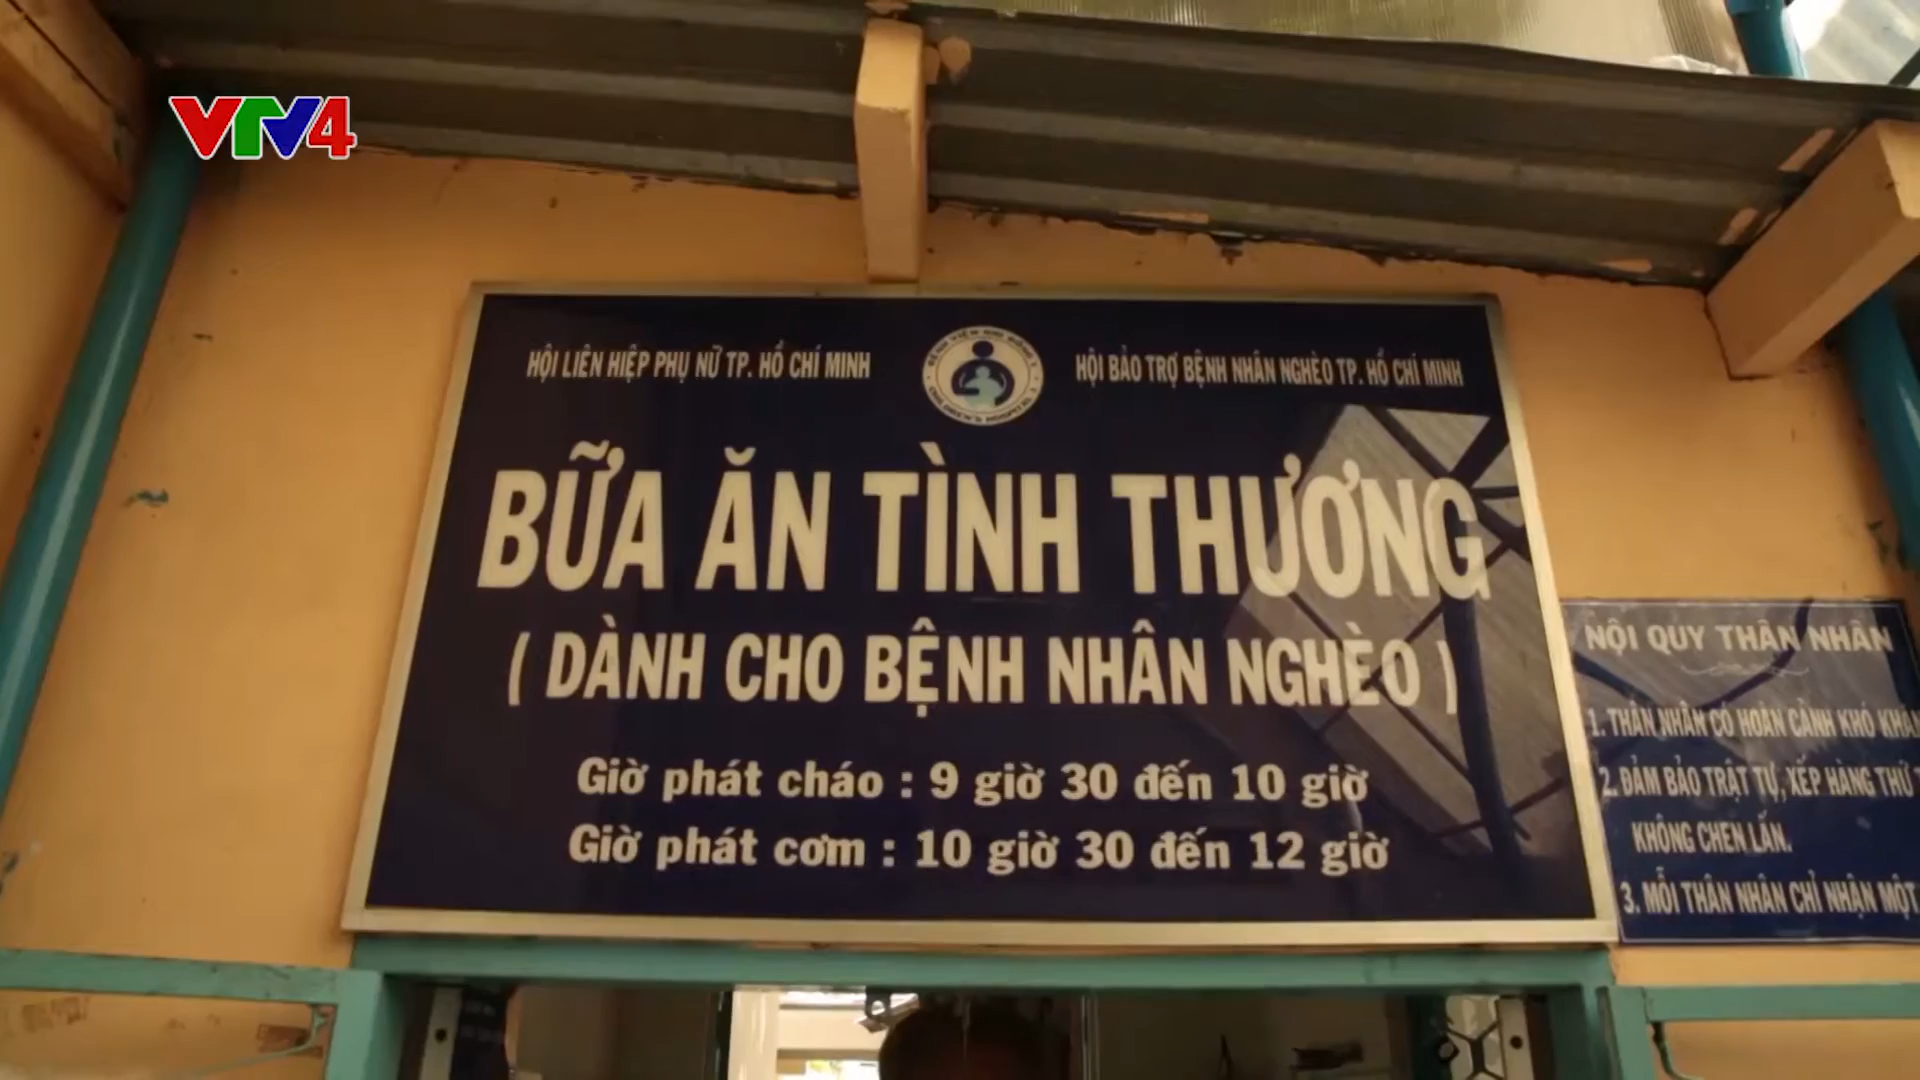 VTV4
HỘI LIÊN HIỆP PHỤ NỮ TP. HỒ CHÍ MINH
HỘI BẢO TRỢ BỆNH NHÂN NGHÈO TP. HỒ CHÍ MINH
BỮA ĂN TÌNH THƯƠNG
( DÀNH CHO BỆNH NHÂN NGHÈO )
Giờ phát cháo : 9 giờ 30 đến 10 giờ
Giờ phát cơm : 10 giờ 30 đến 12 giờ
NỘI QUY THÂN NHÂN
1. THÂN NHÂN CÓ HOÀN CẢNH KHÓ KHĂN
2. ĐẢM BẢO TRẬT TỰ, XẾP HÀNG THỨ
KHÔNG CHEN LẤN.
3. MỖI THÂN NHÂN CHỈ NHẬN MỘT